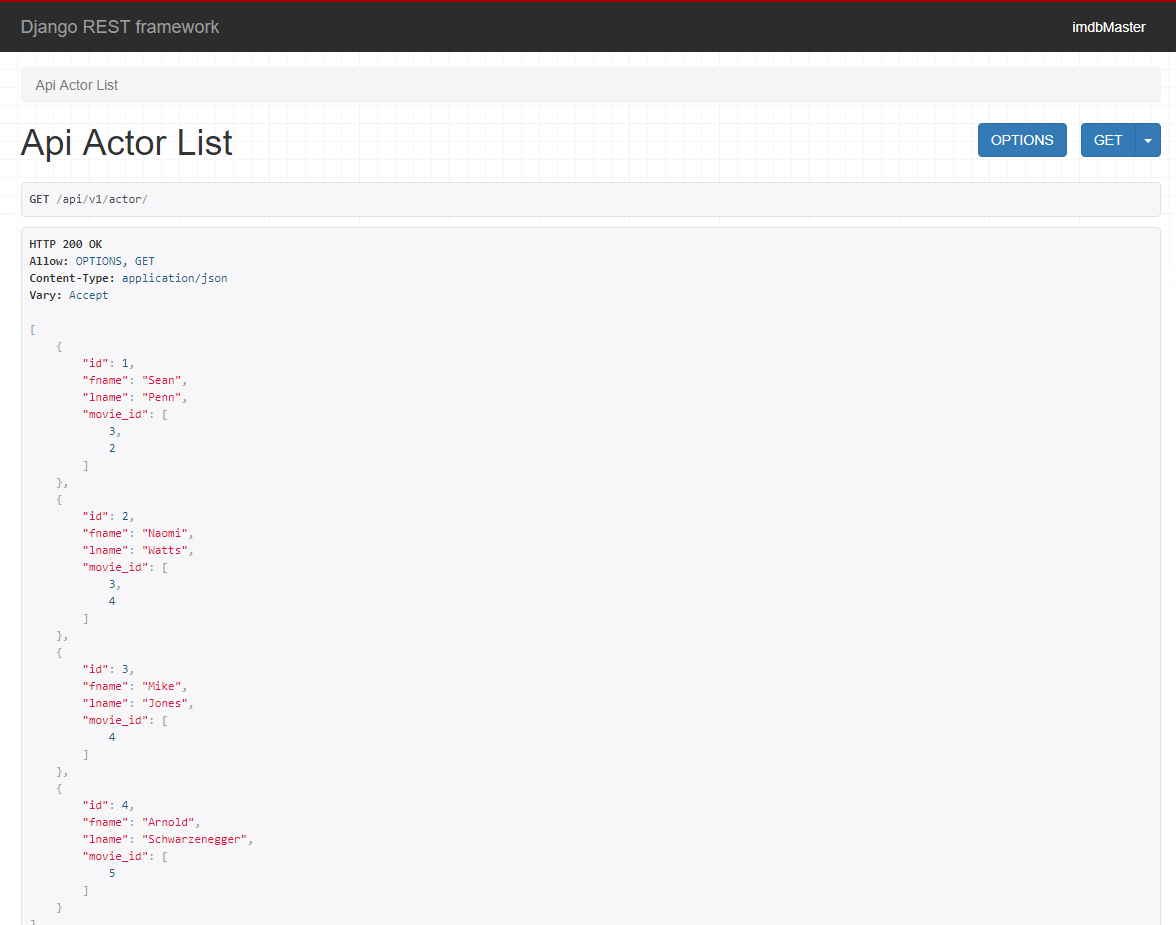 Django REST framework
imdbMaster
Api Actor List
Api Actor List
OPTIONS
GET
GET /api/v1/actor/
HTTP 200 OK
Allow: OPTIONS, GET
Content-Type: application/json
Vary: Accept
[
    {
        "id": 1,
        "fname": "Sean",
        "lname": "Penn",
        "movie_id": [
            3,
            2
        ]
    },
    {
        "id": 2,
        "fname": "Naomi",
        "lname": "Watts",
        "movie_id": [
            3,
            4
        ]
    },
    {
        "id": 3,
        "fname": "Mike",
        "lname": "Jones",
        "movie_id": [
            4
        ]
    },
    {
        "id": 4,
        "fname": "Arnold",
        "lname": "Schwarzenegger",
        "movie_id": [
            5
        ]
    }
]